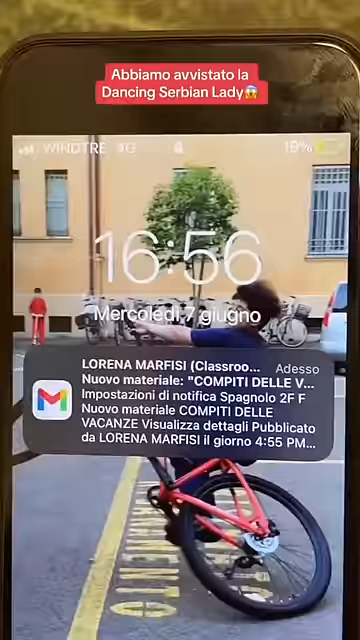 Abbiamo avvistato la
Dancing Serbian Lady😱
WINDTRE 4G 19%
16:56
Mercoledì 7 giugno
LORENA MARFISI (Classroo... Adesso
Nuovo materiale: "COMPITI DELLE V...
Impostazioni di notifica Spagnolo 2F F
Nuovo materiale COMPITI DELLE
VACANZE Visualizza dettagli Pubblicato
da LORENA MARFISI il giorno 4:55 PM...